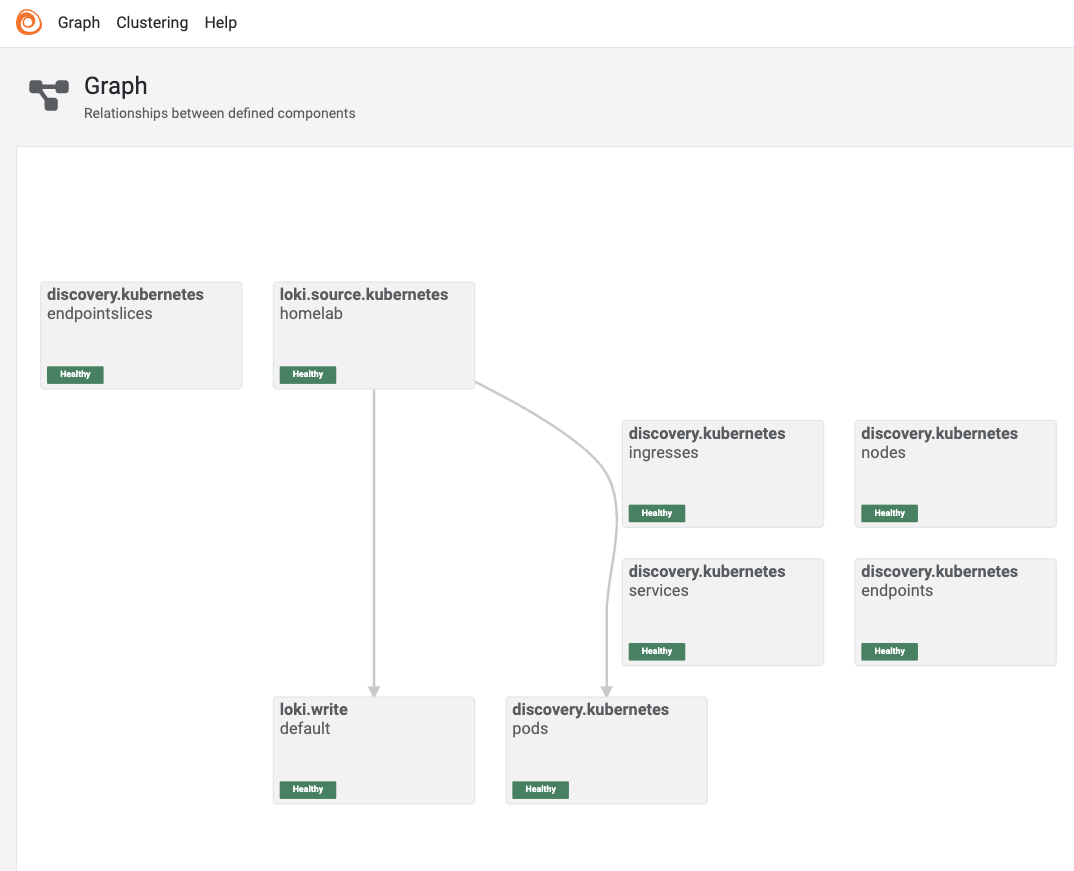 Graph Clustering Help
Graph
Relationships between defined components
discovery.kubernetes
endpointslices
Healthy
loki.source.kubernetes
homelab
Healthy
discovery.kubernetes
ingresses
Healthy
discovery.kubernetes
nodes
Healthy
discovery.kubernetes
services
Healthy
discovery.kubernetes
endpoints
Healthy
loki.write
default
Healthy
discovery.kubernetes
pods
Healthy